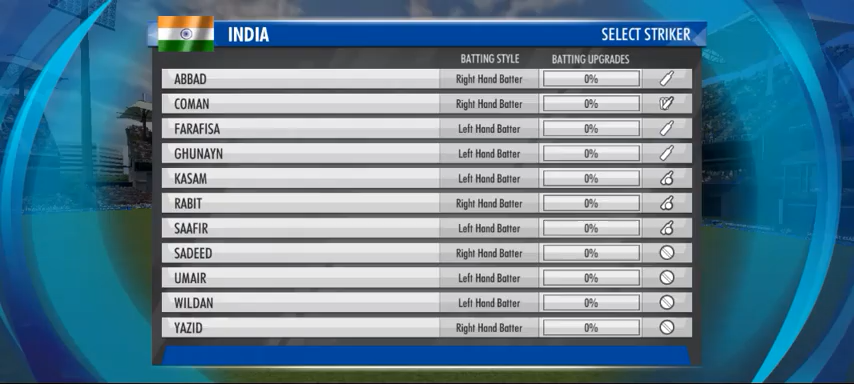 INDIA SELECT STRIKER
BATTING STYLE BATTING UPGRADES
ABBAD Right Hand Batter 0%
COMAN Right Hand Batter 0%
FARAFISA Left Hand Batter 0%
GHUNAYN Left Hand Batter 0%
KASAM Left Hand Batter 0%
RABIT Right Hand Batter 0%
SAAFIR Left Hand Batter 0%
SADEED Right Hand Batter 0%
UMAIR Left Hand Batter 0%
WILDAN Left Hand Batter 0%
YAZID Right Hand Batter 0%